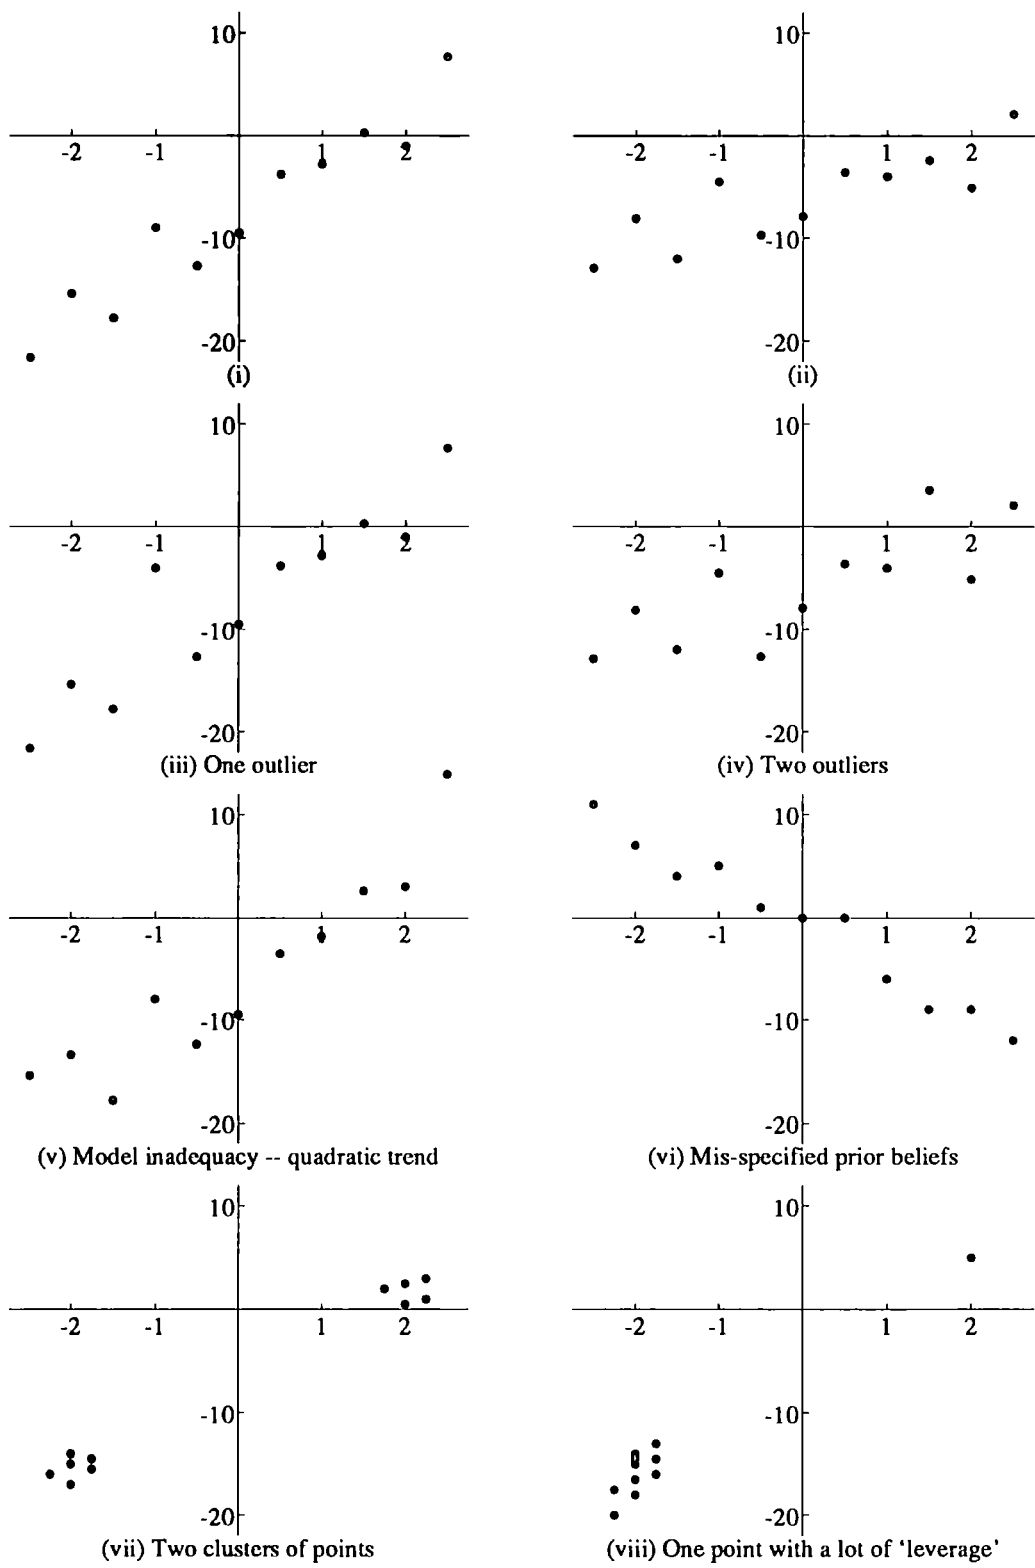 10 10
-2 -1 1 2 -2 -1 1 2
-10 -10
-20 -20
(i) (ii)
10 10
-2 -1 1 2 -2 -1 1 2
-10 -10
-20 -20
(iii) One outlier (iv) Two outliers
10 10
-2 -1 1 2 -2 -1 1 2
-10 -10
-20 -20
(v) Model inadequacy -- quadratic trend (vi) Mis-specified prior beliefs
10 10
-2 -1 1 2 -2 -1 1 2
-10 -10
-20 -20
(vii) Two clusters of points (viii) One point with a lot of ‘leverage’